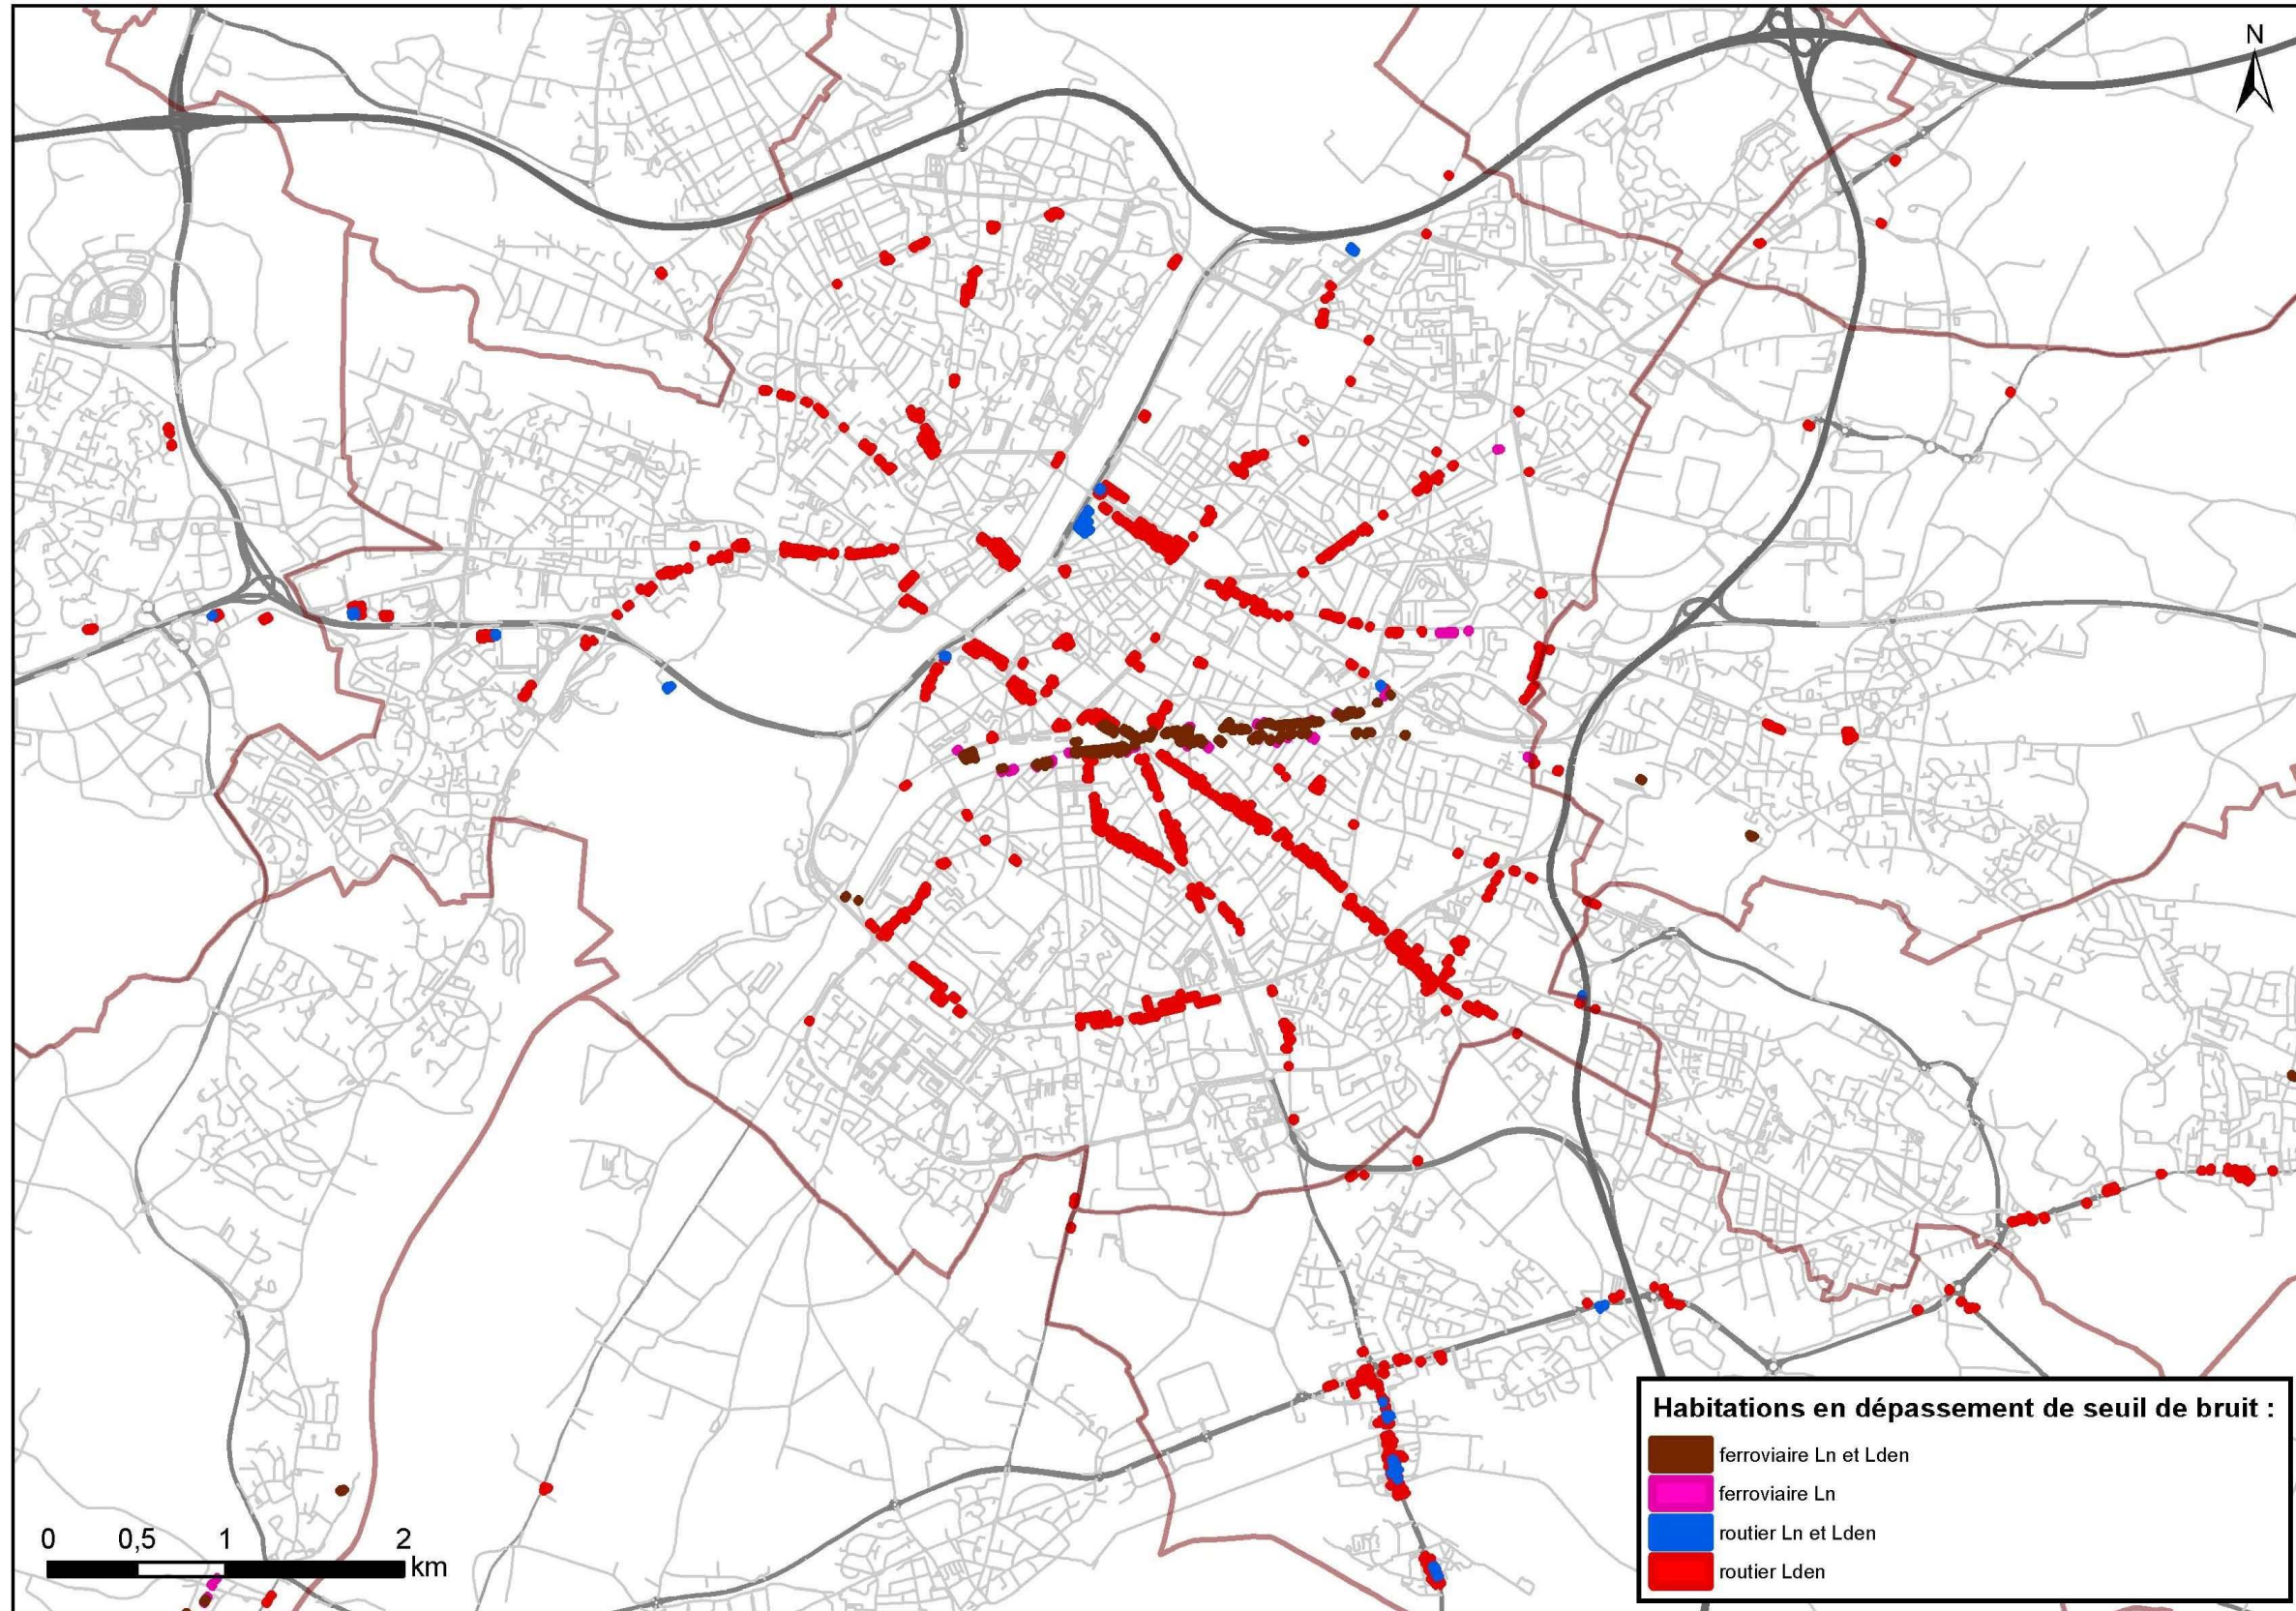 N
Habitations en dépassement de seuil de bruit :
ferroviaire Ln et Lden
ferroviaire Ln
routier Ln et Lden
routier Lden
0 0,5 1 2
km